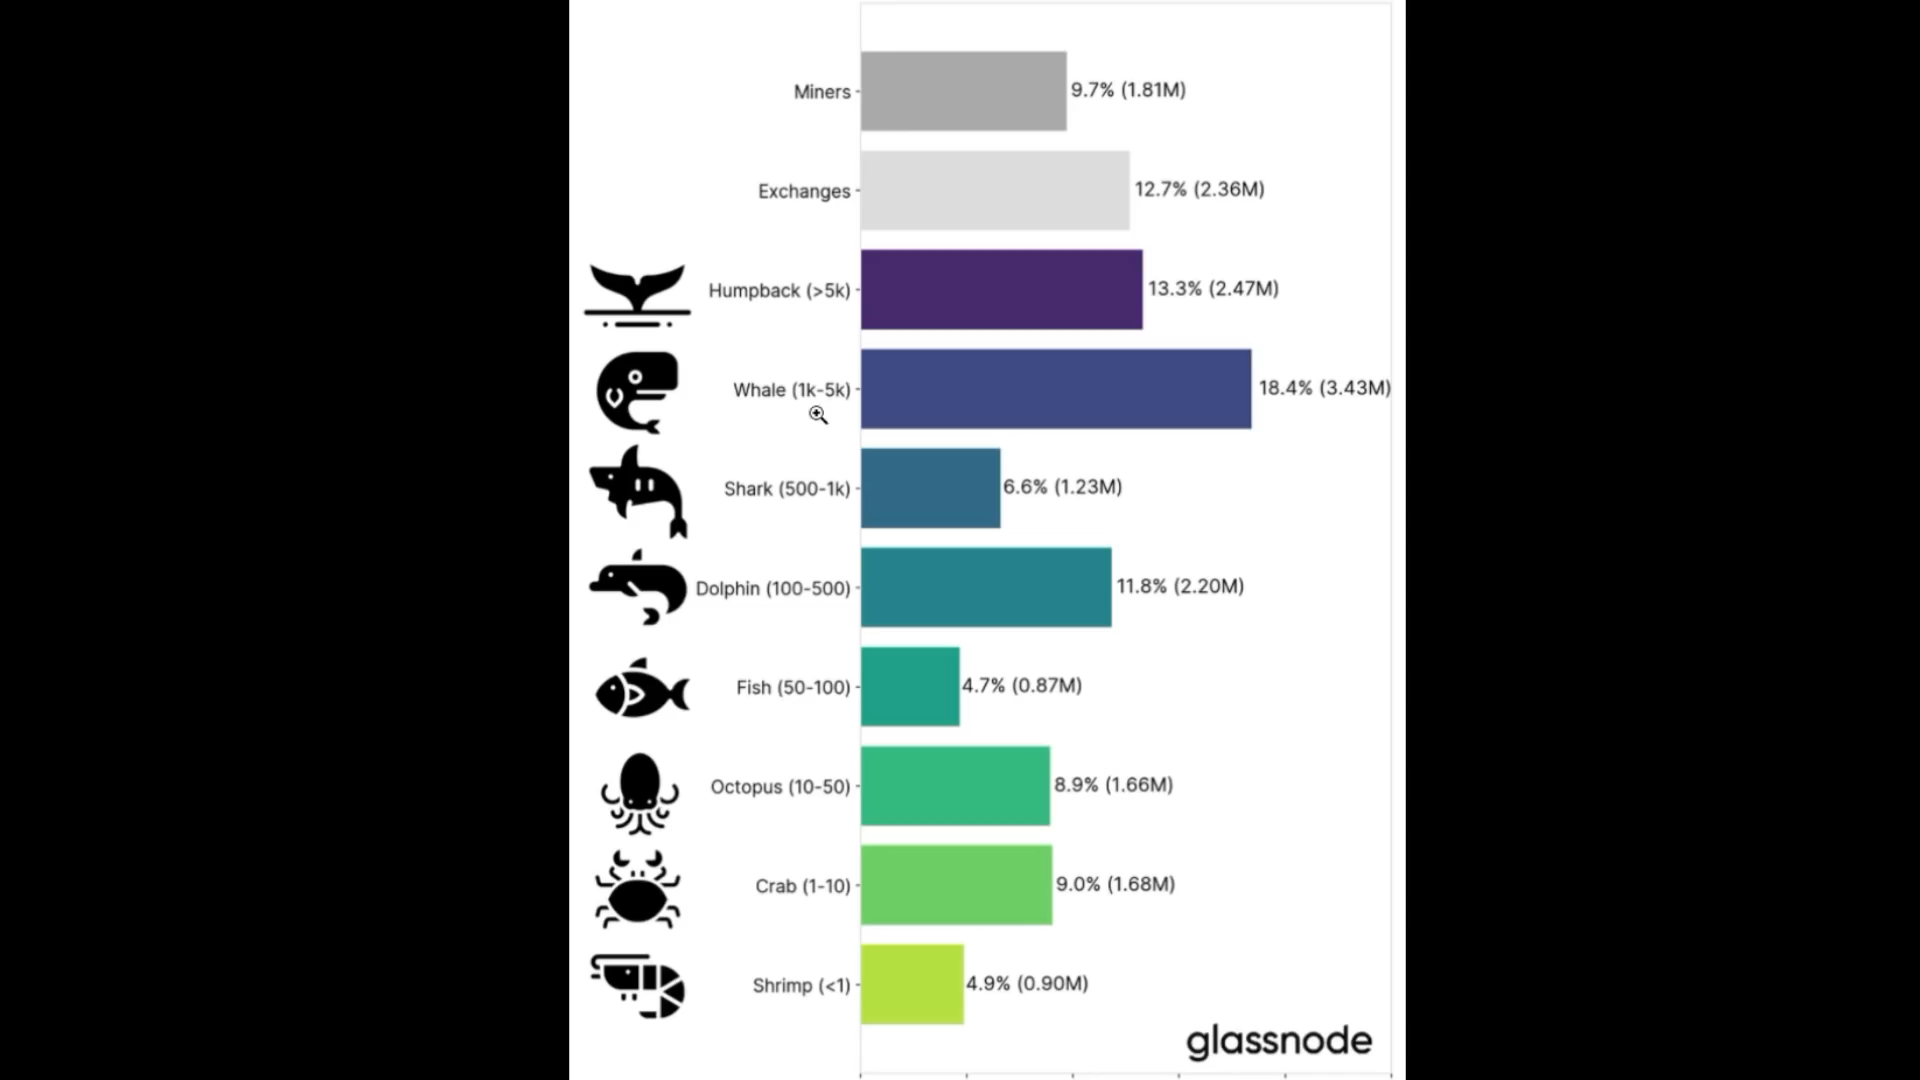 Miners 9.7% (1.81M)
Exchanges 12.7% (2.36M)
Humpback (>5k) 13.3% (2.47M)
Whale (1k-5k) 18.4% (3.43M)
Shark (500-1k) 6.6% (1.23M)
Dolphin (100-500) 11.8% (2.20M)
Fish (50-100) 4.7% (0.87M)
Octopus (10-50) 8.9% (1.66M)
Crab (1-10) 9.0% (1.68M)
Shrimp (<1) 4.9% (0.90M)
glassnode